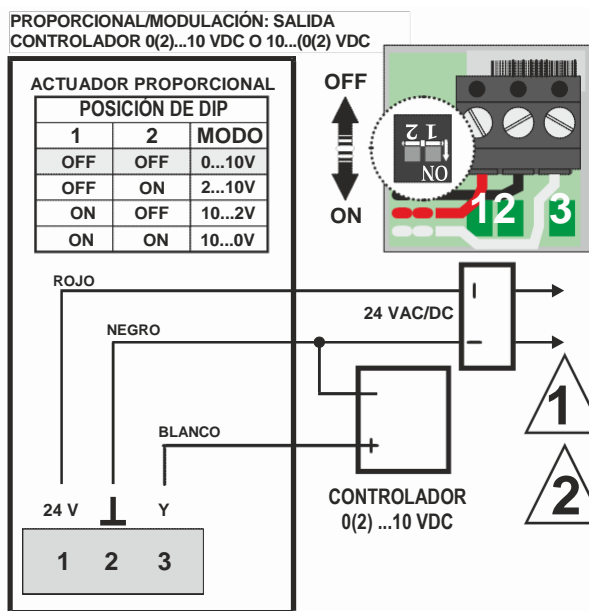 PROPORCIONAL/MODULACIÓN: SALIDA
CONTROLADOR 0(2)...10 VDC O 10...(0(2) VDC
ACTUADOR PROPORCIONAL
POSICIÓN DE DIP
1 2 MODO
OFF OFF 0...10V
OFF ON 2...10V
ON OFF 10...2V
ON ON 10...0V
OFF
ON
1 2
ON
1 2 3
ROJO
24 VAC/DC
NEGRO
BLANCO
CONTROLADOR
0(2) ...10 VDC
1
2
24 V Y
1 2 3